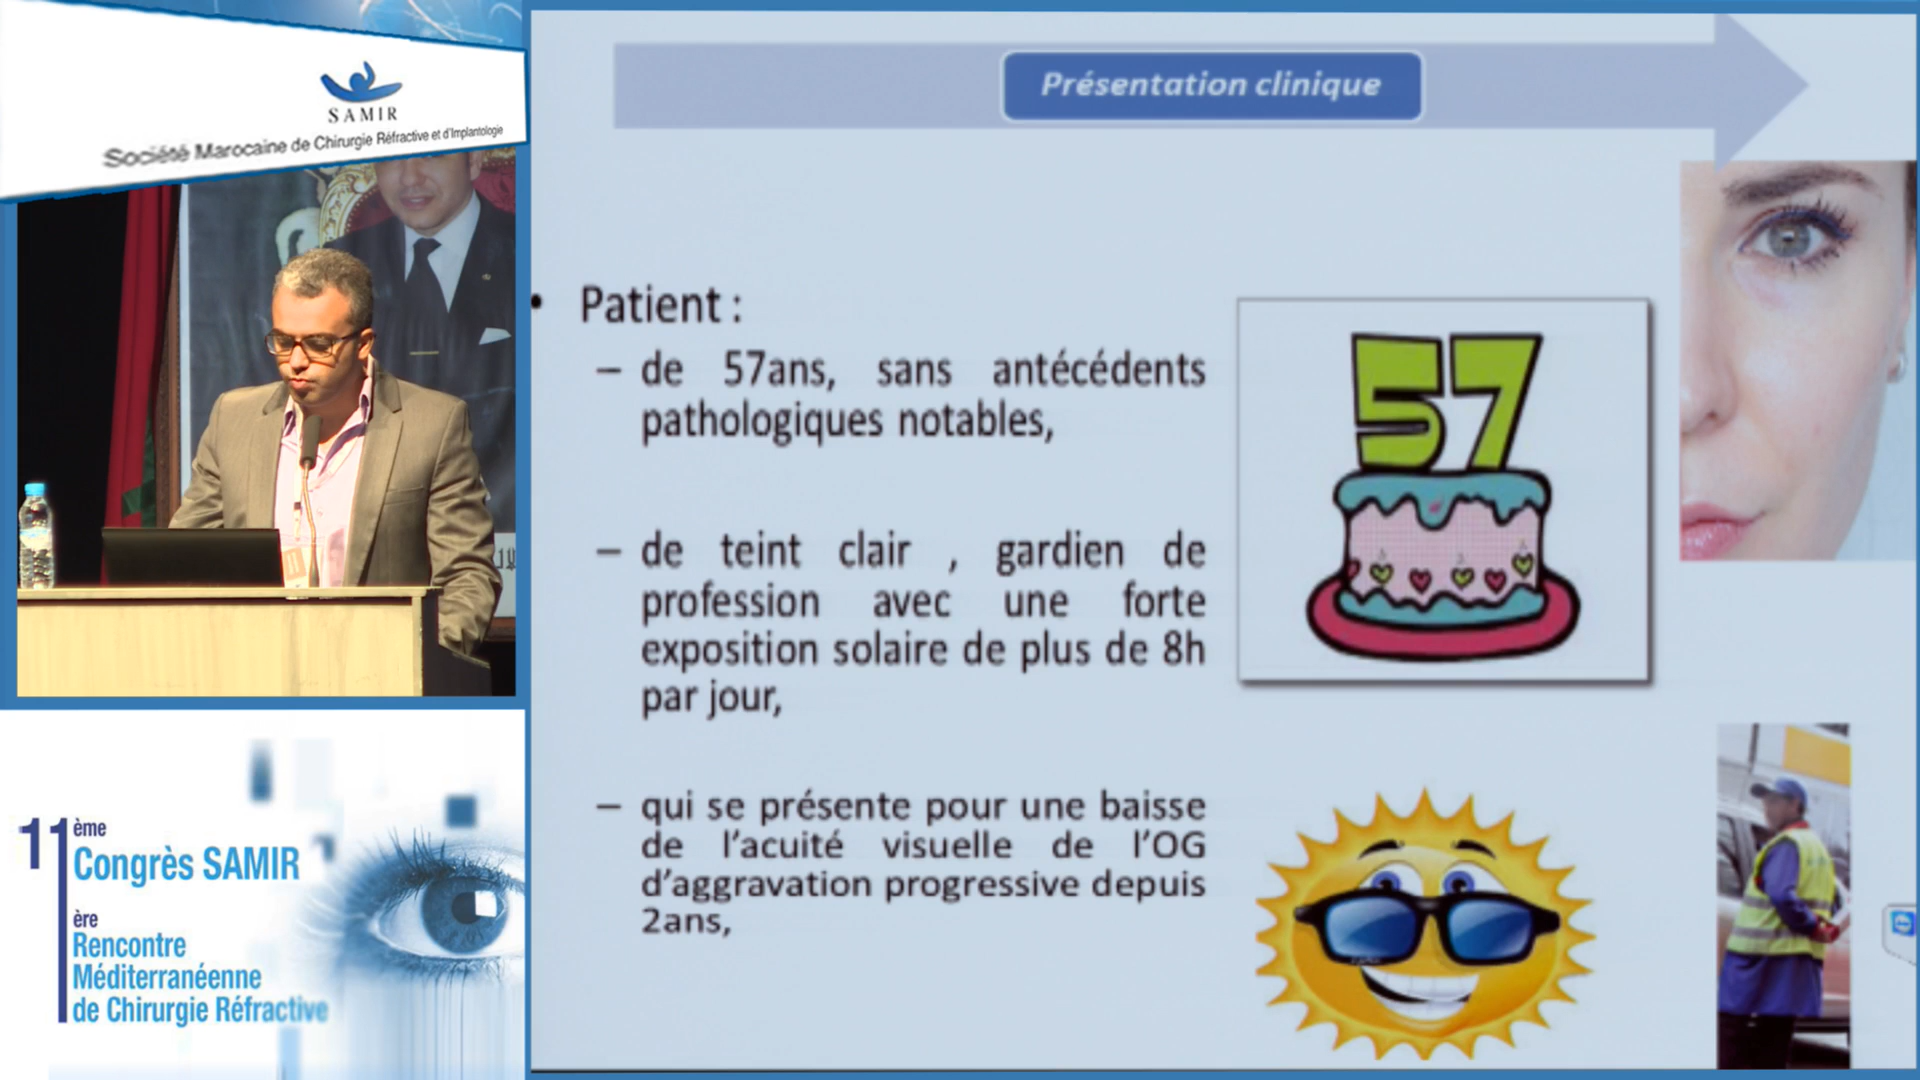 SAMIR
Société Marocaine de Chirurgie Réfractive et d'Implantologie
11ème
Congrès SAMIR
ère
Rencontre
Méditerranéenne
de Chirurgie Réfractive
Présentation clinique
• Patient :
– de 57ans, sans antécédents
pathologiques notables,
– de teint clair , gardien de
profession avec une forte
exposition solaire de plus de 8h
par jour,
– qui se présente pour une baisse
de l'acuité visuelle de l'OG
d'aggravation progressive depuis
2ans,
57